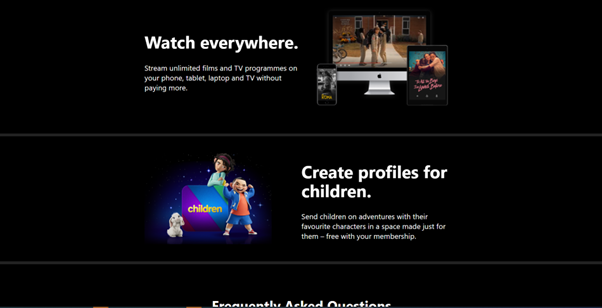 Watch everywhere.
Stream unlimited films and TV programmes on
your phone, tablet, laptop and TV without
paying more.
children
Create profiles for
children.
Send children on adventures with their
favourite characters in a space made just for
them – free with your membership.
Frequently Asked Questions